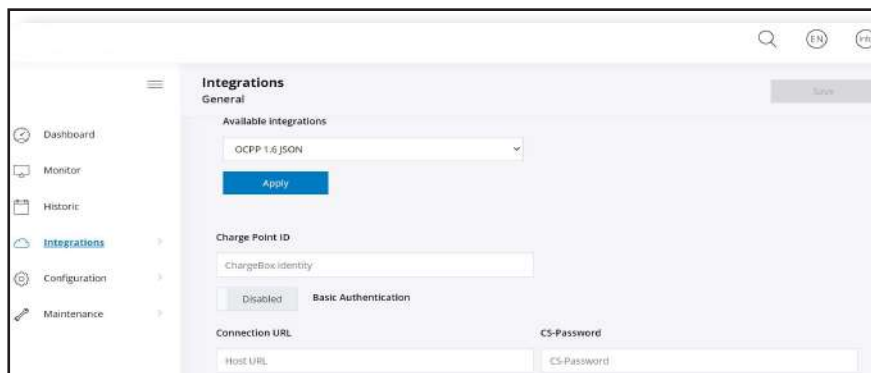 EN
Integrations
General
Save
Available integrations
OCPP 1.6 JSON
Apply
Dashboard
Monitor
Historic
Integrations
Configuration
Maintenance
Charge Point ID
ChargeBox identity
Disabled Basic Authentication
Connection URL CS-Password
Host URL CS-Password